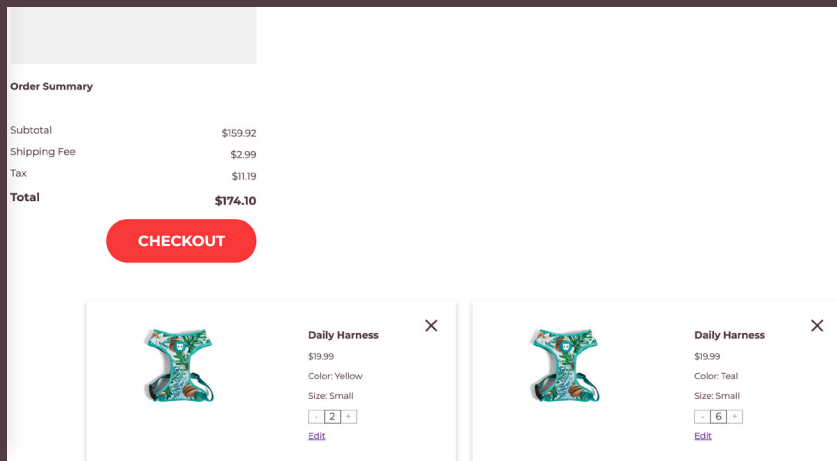 Order Summary
Subtotal $159.92
Shipping Fee $2.99
Tax $11.19
Total $174.10
CHECKOUT
Daily Harness
$19.99
Color: Yellow
Size: Small
- 2 +
Edit
Daily Harness
$19.99
Color: Teal
Size: Small
- 6 +
Edit